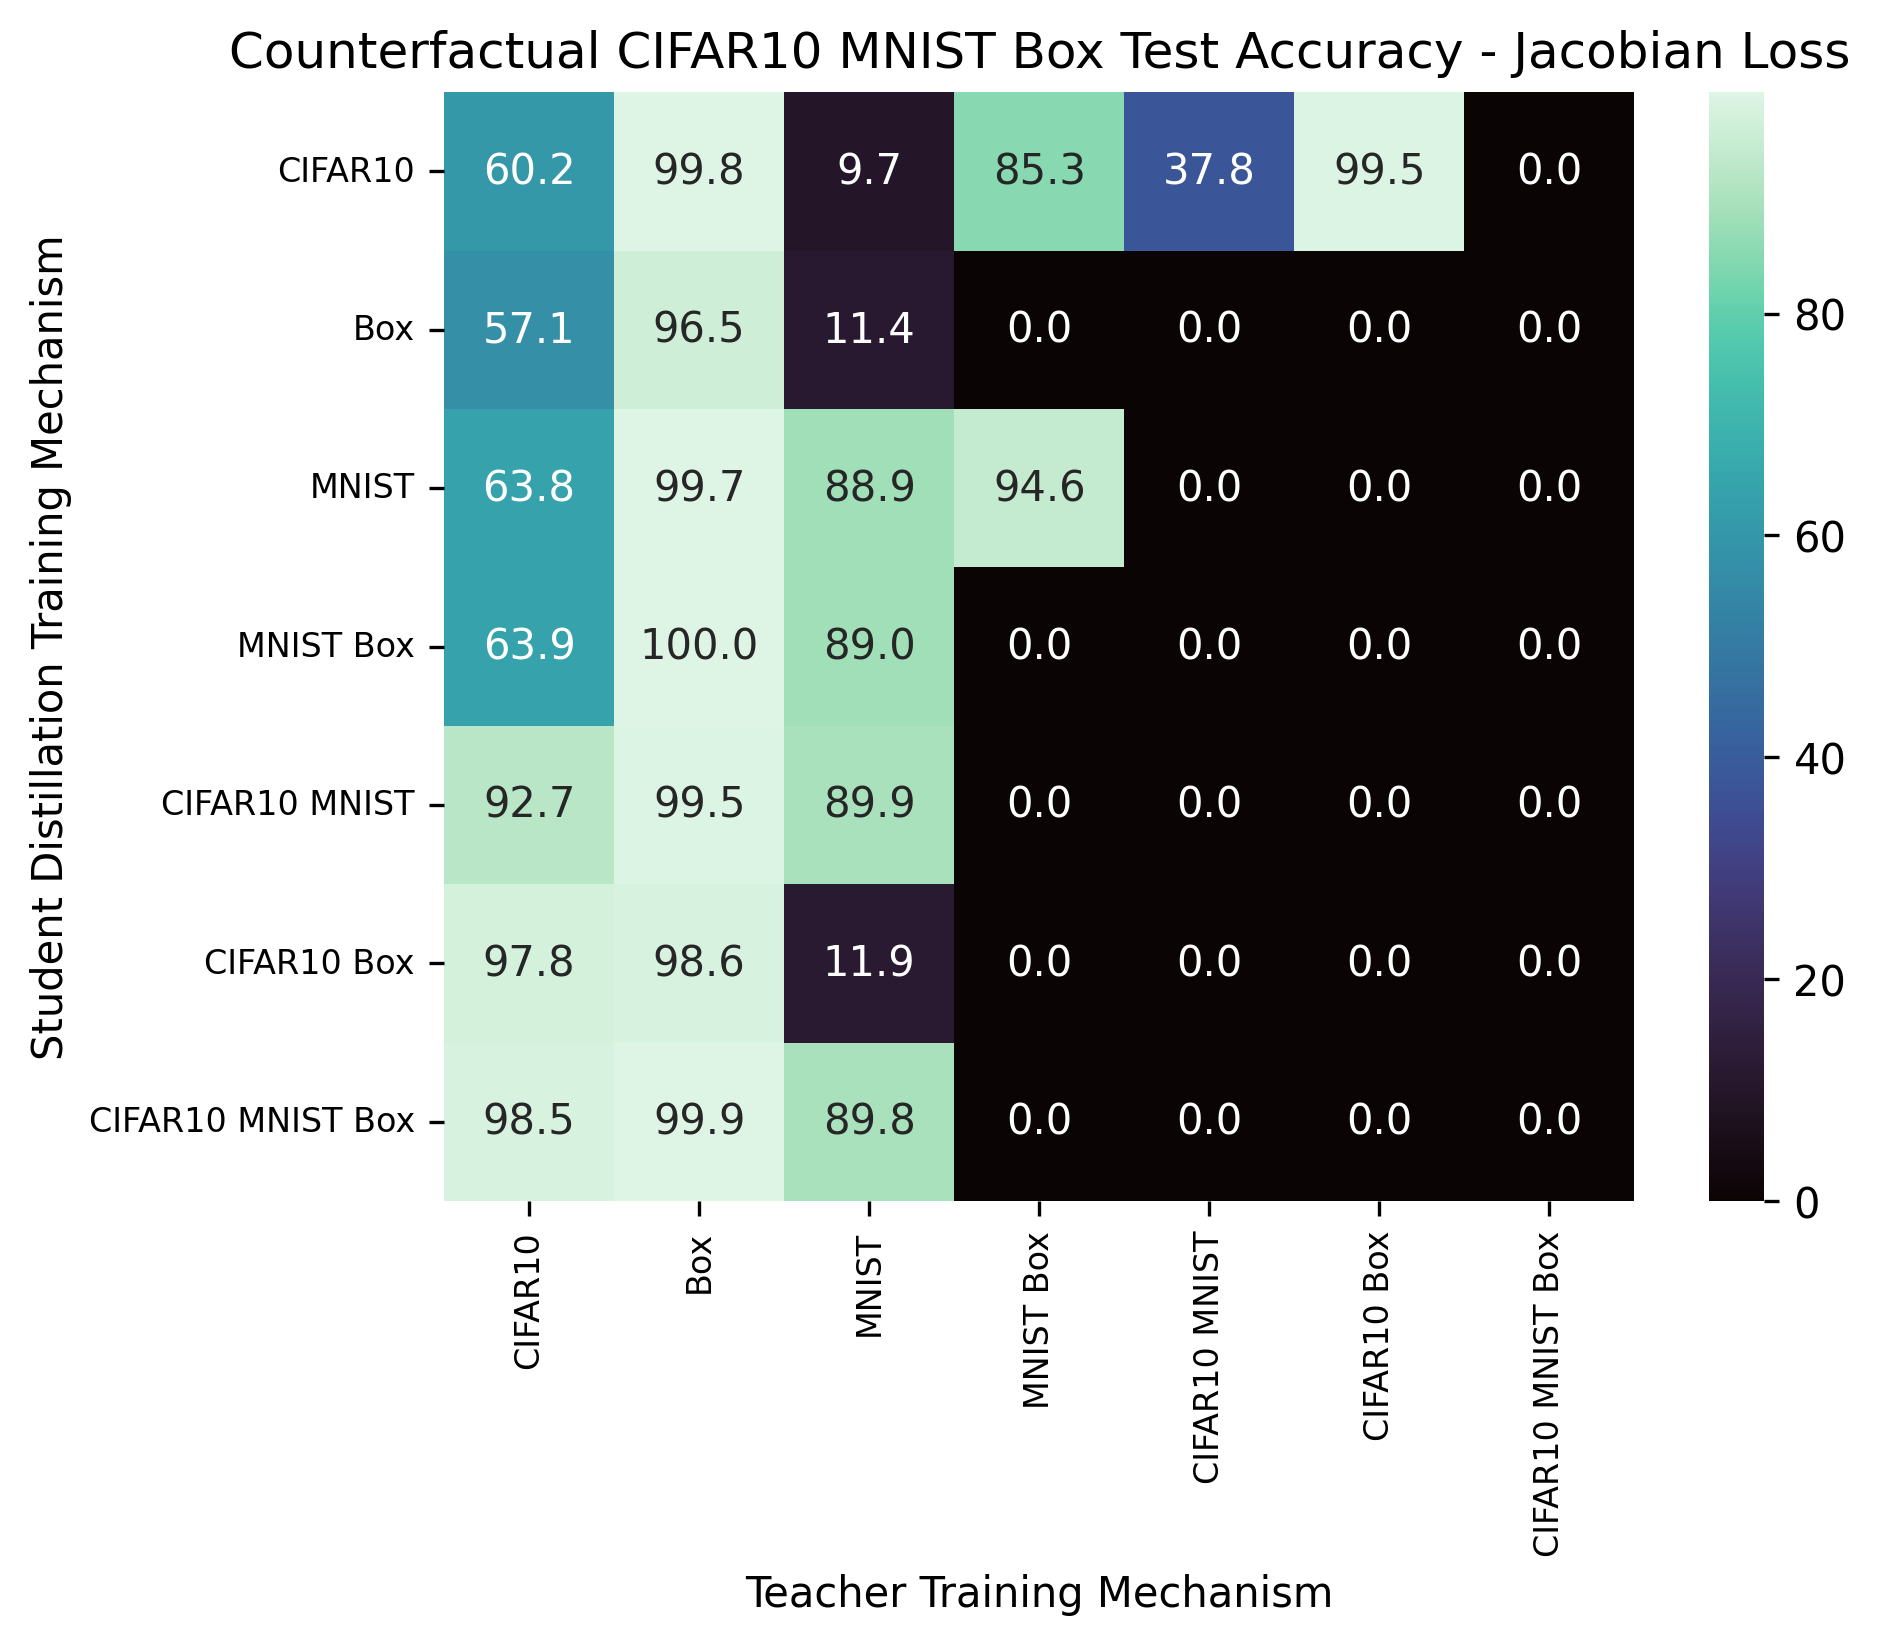 Counterfactual CIFAR10 MNIST Box Test Accuracy - Jacobian Loss
Student Distillation Training Mechanism
CIFAR10 60.2 99.8 9.7 85.3 37.8 99.5 0.0
Box 57.1 96.5 11.4 0.0 0.0 0.0 0.0
MNIST 63.8 99.7 88.9 94.6 0.0 0.0 0.0
MNIST Box 63.9 100.0 89.0 0.0 0.0 0.0 0.0
CIFAR10 MNIST 92.7 99.5 89.9 0.0 0.0 0.0 0.0
CIFAR10 Box 97.8 98.6 11.9 0.0 0.0 0.0 0.0
CIFAR10 MNIST Box 98.5 99.9 89.8 0.0 0.0 0.0 0.0
CIFAR10
Box
MNIST
MNIST Box
CIFAR10 MNIST
CIFAR10 Box
CIFAR10 MNIST Box
Teacher Training Mechanism
80
60
40
20
0